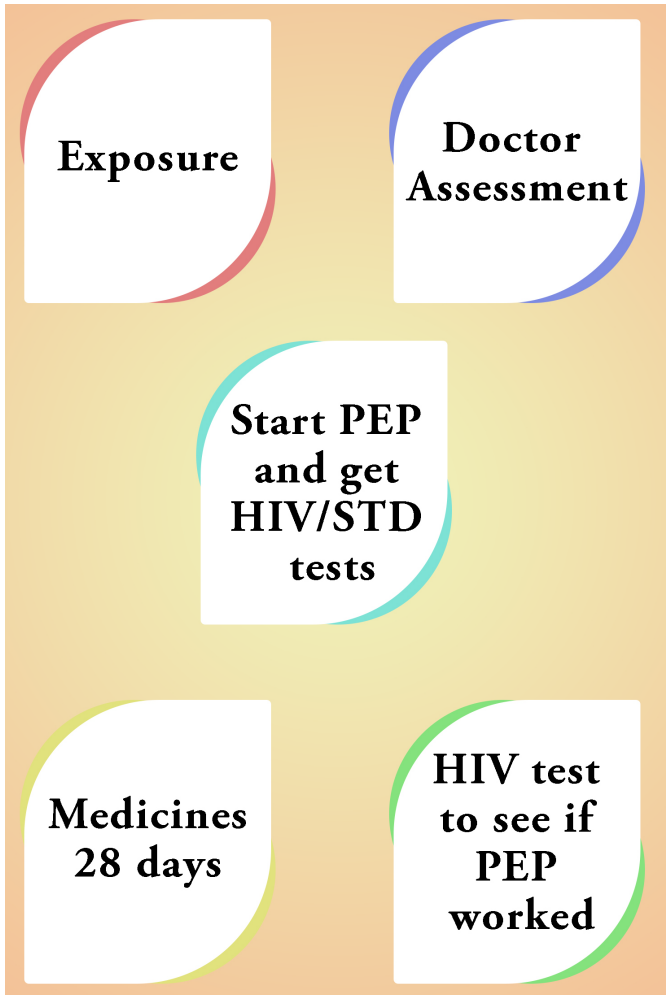 Exposure
Doctor
Assessment
Start PEP
and get
HIV/STD
tests
Medicines
28 days
HIV test
to see if
PEP
worked